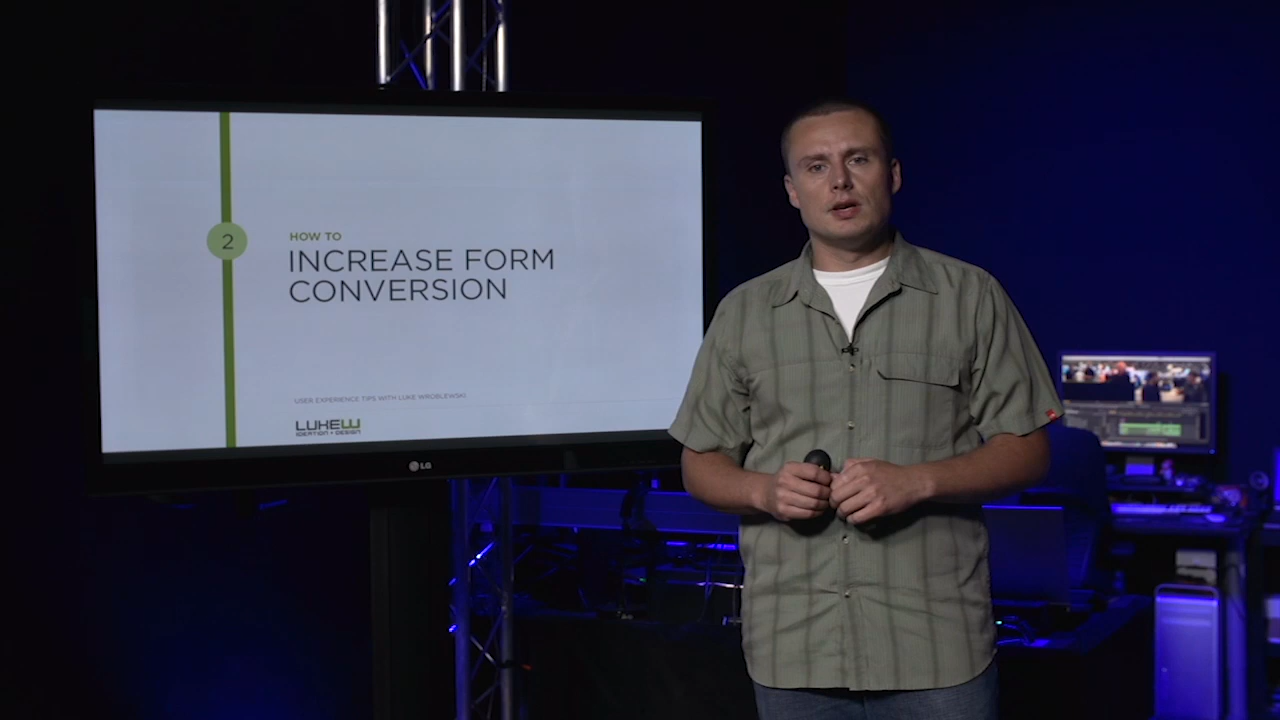 2
HOW TO
INCREASE FORM
CONVERSION
USER EXPERIENCE TIPS WITH LUKE WROBLEWSKI
LUKEW
IDEATION + DESIGN
LG